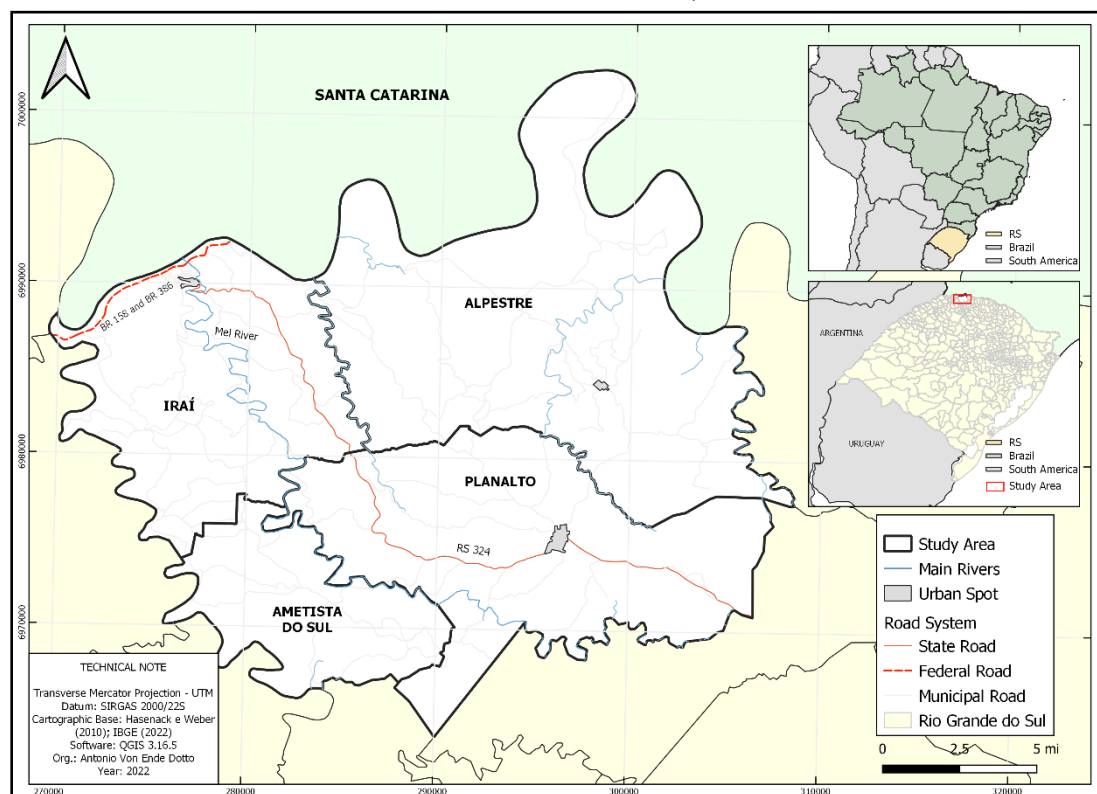 SANTA CATARINA
7000000
6990000
6980000
6970000
BR 158 and BR 386
Mel River
ALPESTRE
IRAÍ
PLANALTO
RS 324
AMETISTA
DO SUL
RS
Brazil
South America
ARGENTINA
URUGUAY
RS
Brazil
South America
Study Area
Study Area
Main Rivers
Urban Spot
Road System
State Road
Federal Road
Municipal Road
Rio Grande do Sul
0 2.5 5 mi
TECHNICAL NOTE
Transverse Mercator Projection - UTM
Datum: SIRGAS 2000/22S
Cartographic Base: Hasenack e Weber
(2010); IBGE (2022)
Software: QGIS 3.16.5
Org.: Antonio Von Ende Dotto
Year: 2022
270000 280000 290000 300000 310000 320000